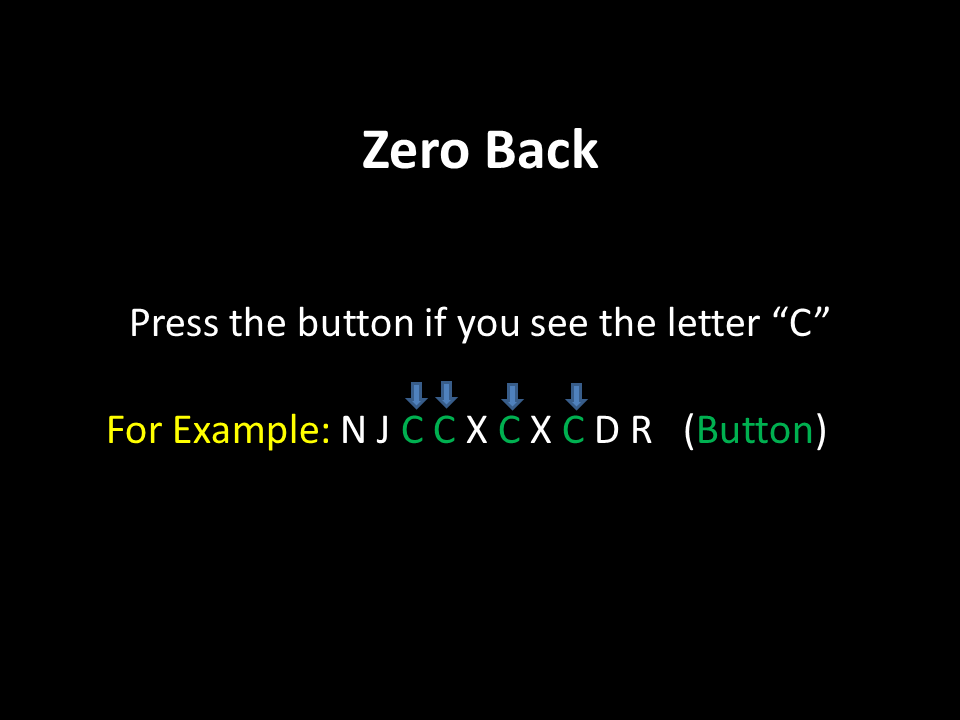 Zero Back
Press the button if you see the letter “C”
For Example: N J C C X C X C D R (Button)